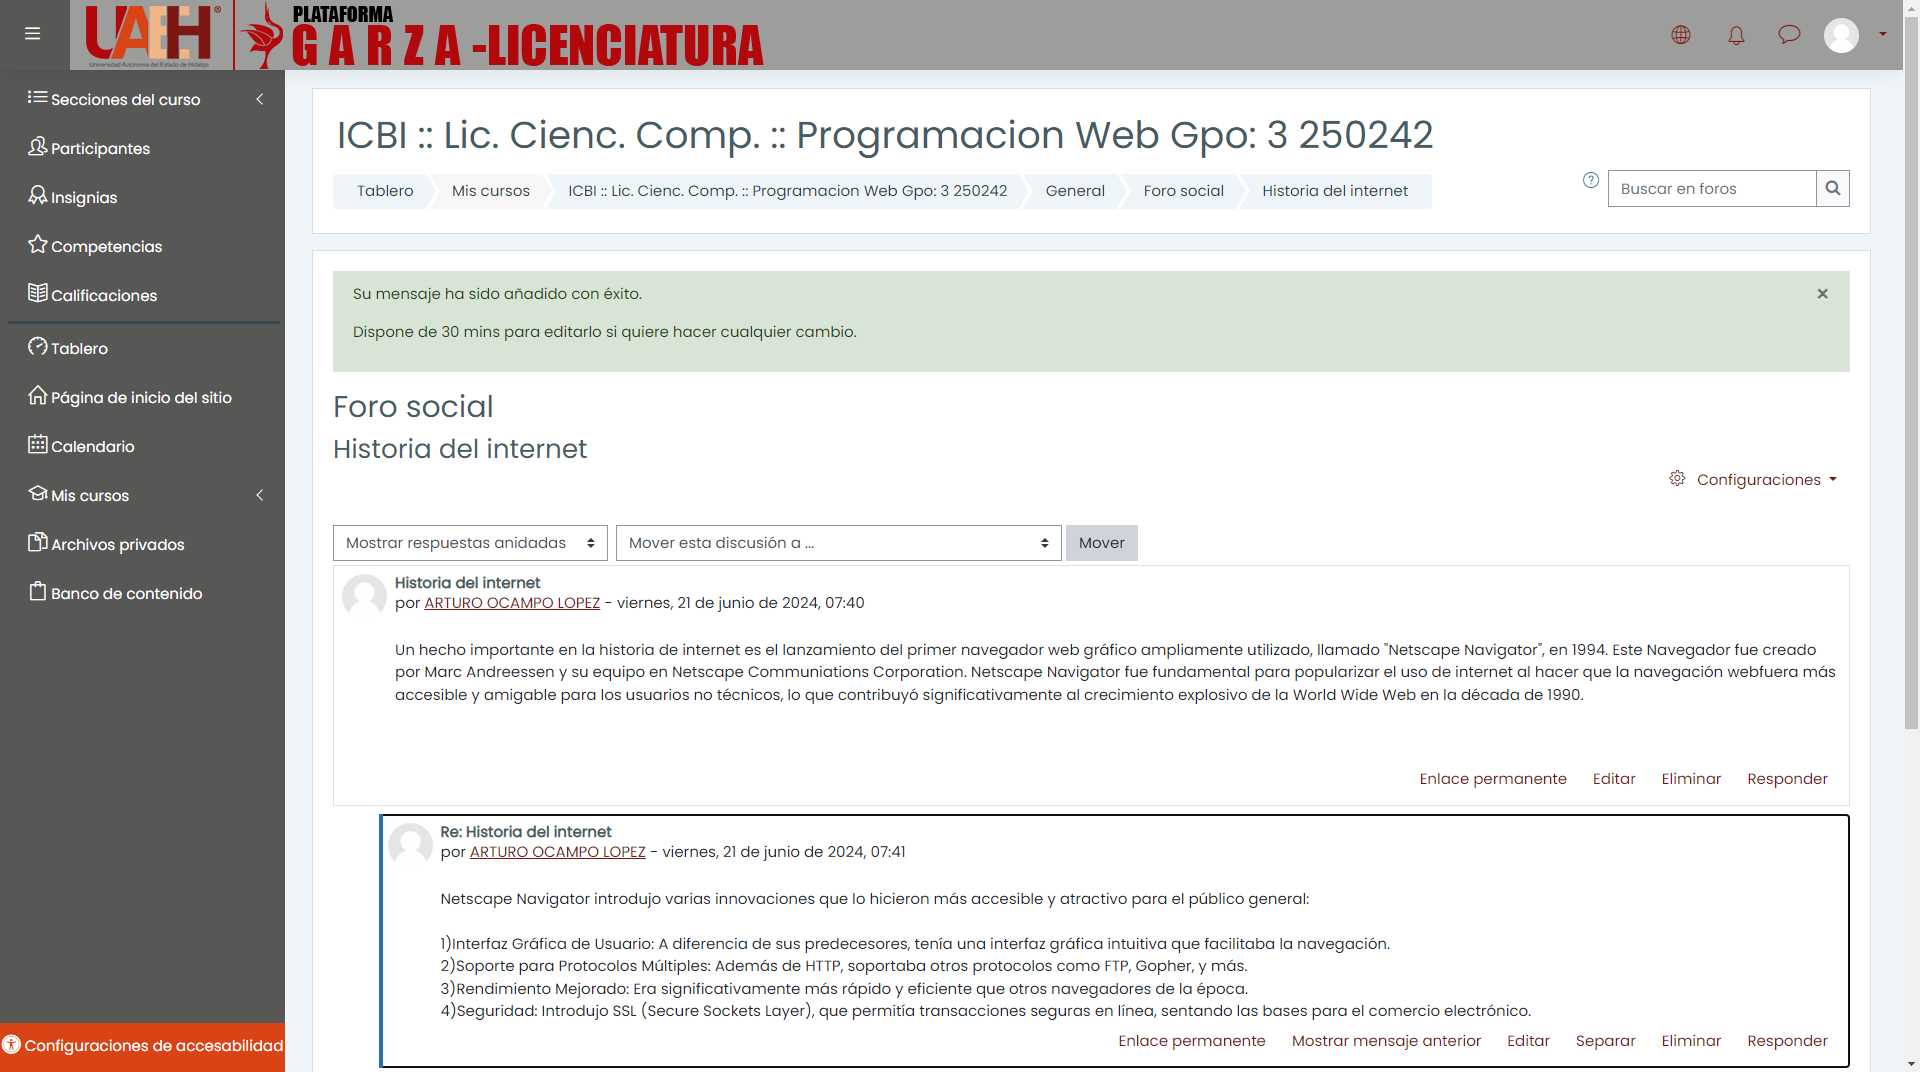 UAEH®
Universidad Autónoma del Estado de Hidalgo
PLATAFORMA
GARZA -LICENCIATURA
Secciones del curso
Participantes
Insignias
Competencias
Calificaciones
Tablero
Página de inicio del sitio
Calendario
Mis cursos
Archivos privados
Banco de contenido
Configuraciones de accesabilidad
ICBI :: Lic. Cienc. Comp. :: Programacion Web Gpo: 3 250242
Tablero Mis cursos ICBI :: Lic. Cienc. Comp. :: Programacion Web Gpo: 3 250242 General Foro social Historia del internet
? Buscar en foros
Su mensaje ha sido añadido con éxito. ×
Dispone de 30 mins para editarlo si quiere hacer cualquier cambio.
Foro social
Historia del internet
Configuraciones
Mostrar respuestas anidadas Mover esta discusión a ... Mover
Historia del internet
por ARTURO OCAMPO LOPEZ - viernes, 21 de junio de 2024, 07:40
Un hecho importante en la historia de internet es el lanzamiento del primer navegador web gráfico ampliamente utilizado, llamado "Netscape Navigator", en 1994. Este Navegador fue creado
por Marc Andreessen y su equipo en Netscape Communiations Corporation. Netscape Navigator fue fundamental para popularizar el uso de internet al hacer que la navegación webfuera más
accesible y amigable para los usuarios no técnicos, lo que contribuyó significativamente al crecimiento explosivo de la World Wide Web en la década de 1990.
Enlace permanente Editar Eliminar Responder
Re: Historia del internet
por ARTURO OCAMPO LOPEZ - viernes, 21 de junio de 2024, 07:41
Netscape Navigator introdujo varias innovaciones que lo hicieron más accesible y atractivo para el público general:
1)Interfaz Gráfica de Usuario: A diferencia de sus predecesores, tenía una interfaz gráfica intuitiva que facilitaba la navegación.
2)Soporte para Protocolos Múltiples: Además de HTTP, soportaba otros protocolos como FTP, Gopher, y más.
3)Rendimiento Mejorado: Era significativamente más rápido y eficiente que otros navegadores de la época.
4)Seguridad: Introdujo SSL (Secure Sockets Layer), que permitía transacciones seguras en línea, sentando las bases para el comercio electrónico.
Enlace permanente Mostrar mensaje anterior Editar Separar Eliminar Responder